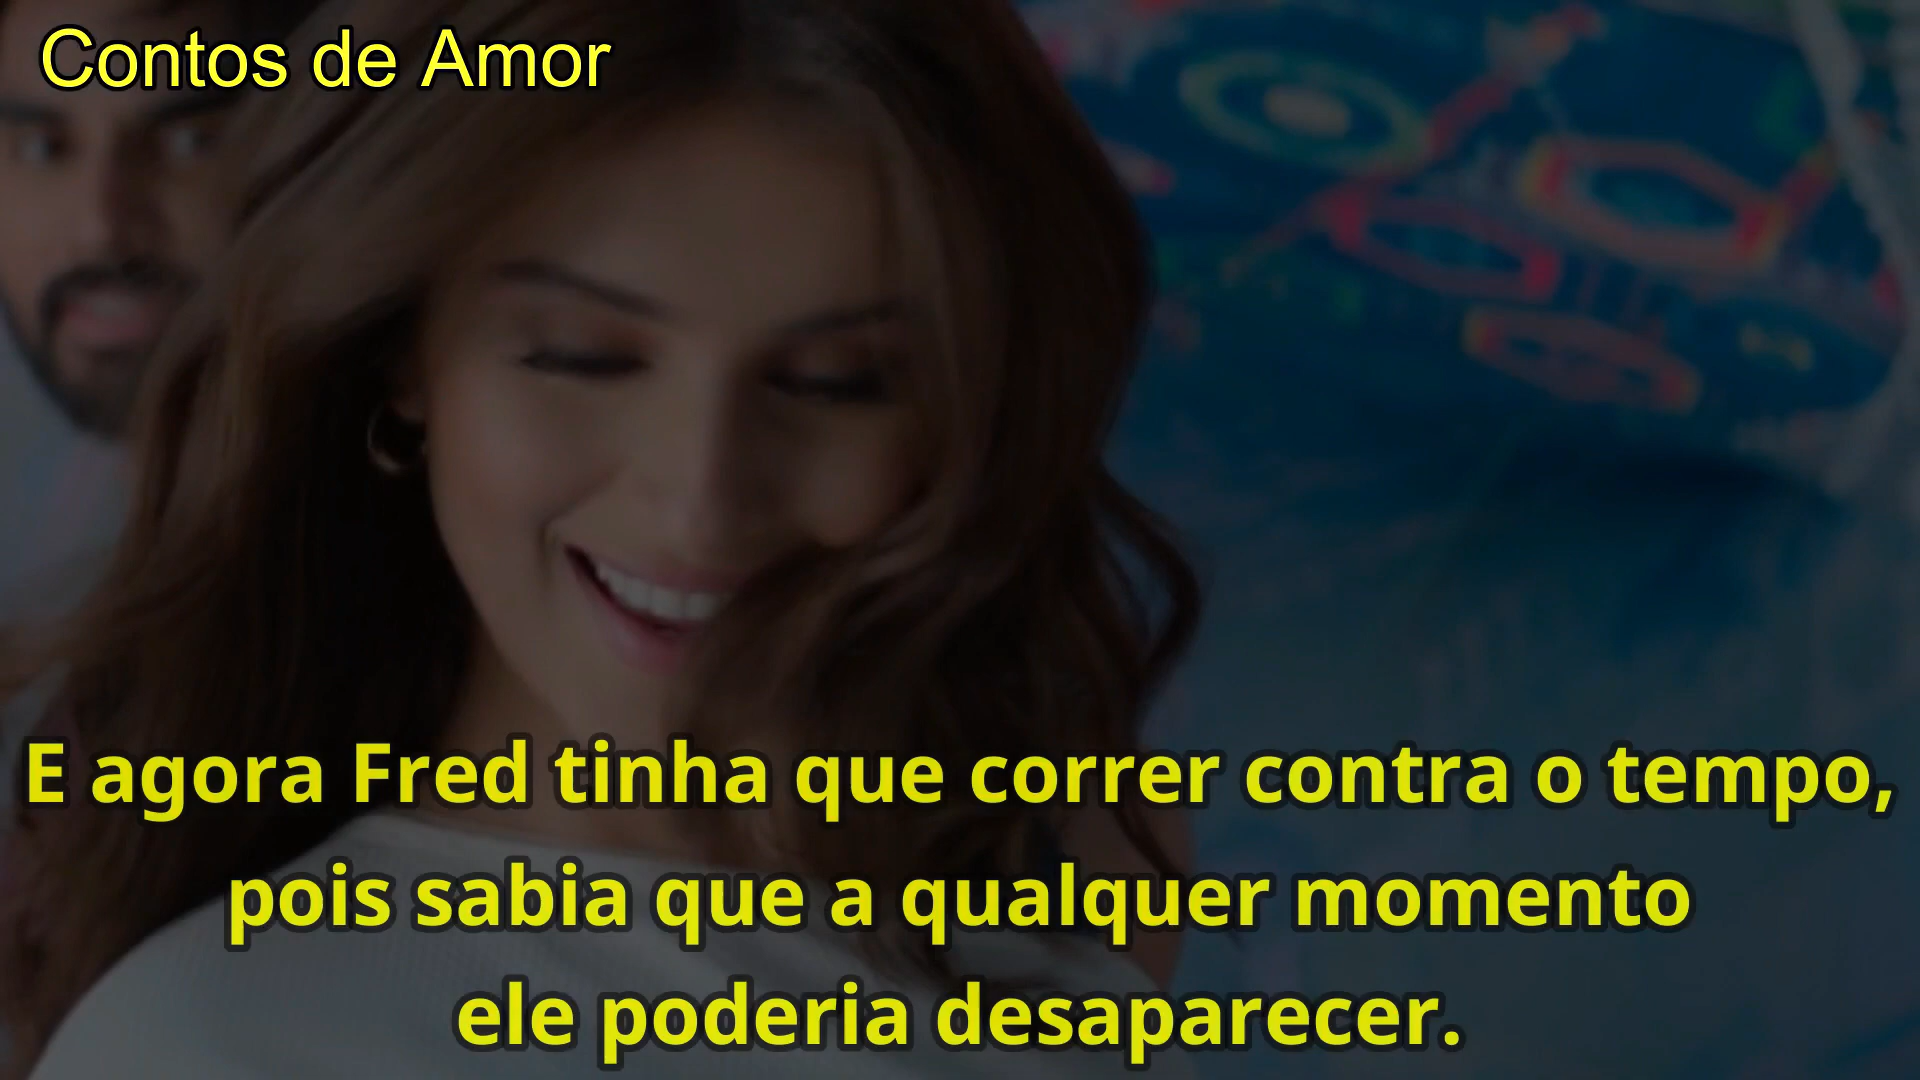 Contos de Amor
E agora Fred tinha que correr contra o tempo,
pois sabia que a qualquer momento
ele poderia desaparecer.